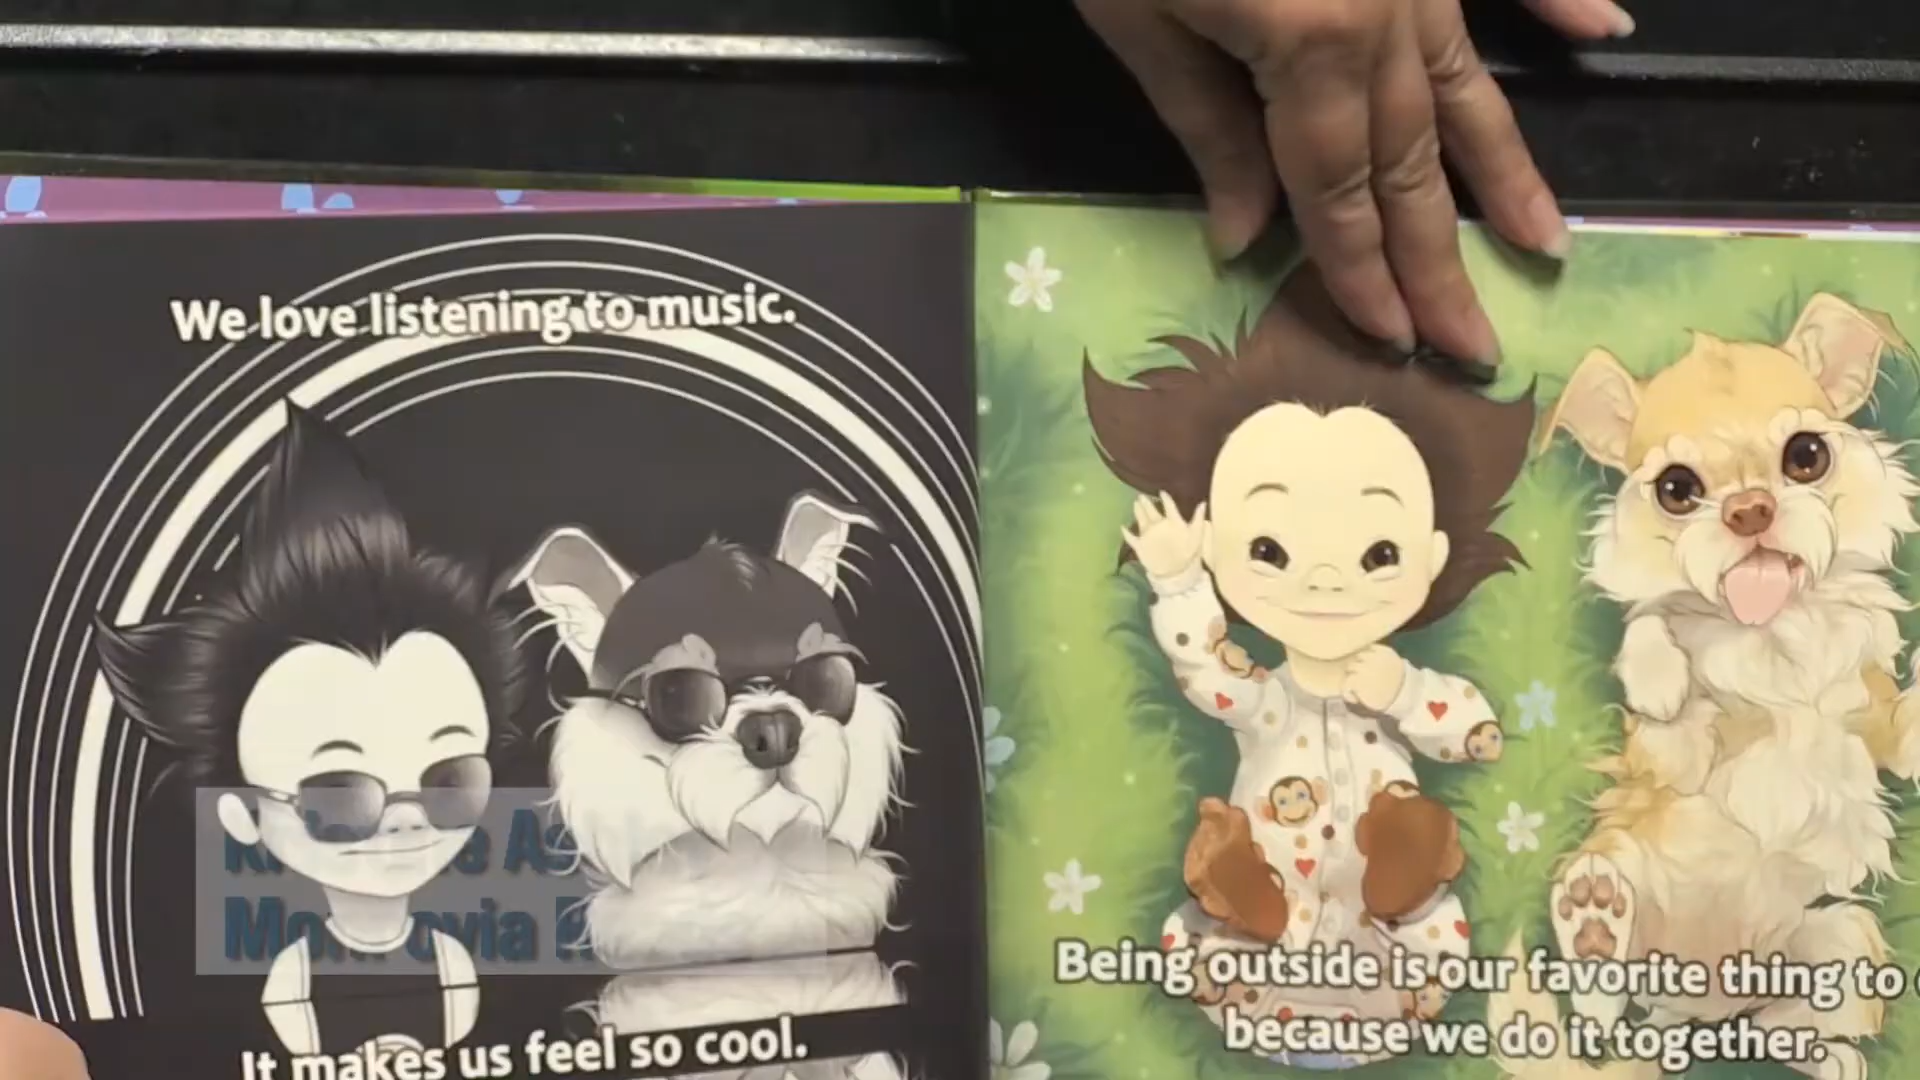 We love listening to music.
It makes us feel so cool.
Being outside is our favorite thing to
because we do it together.